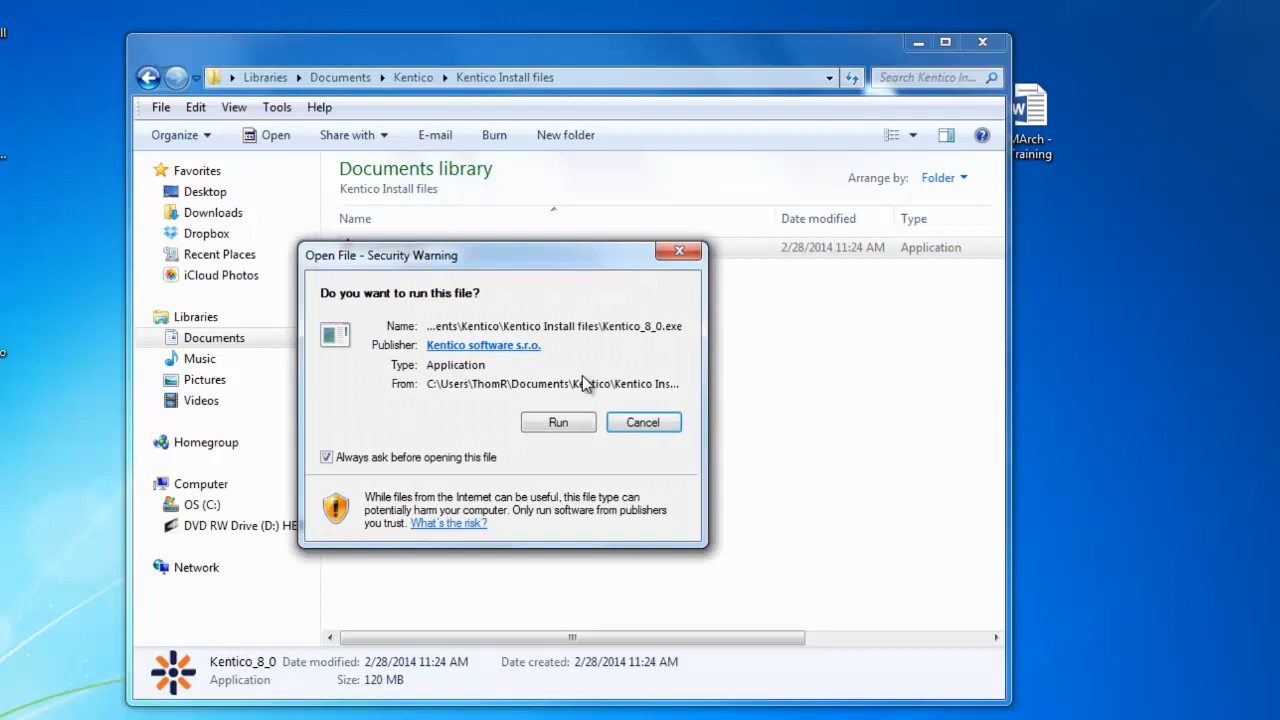 ll
...
o
Libraries Documents Kentico Kentico Install files
Search Kentico In...
File Edit View Tools Help
Organize Open Share with E-mail Burn New folder
Favorites
Desktop
Downloads
Dropbox
Recent Places
iCloud Photos
Libraries
Documents
Music
Pictures
Videos
Homegroup
Computer
OS (C:)
DVD RW Drive (D:) HE
Network
Documents library
Kentico Install files
Arrange by: Folder
Name Date modified Type
2/28/2014 11:24 AM Application
Open File - Security Warning
Do you want to run this file?
Name: ...ents\Kentico\Kentico Install files\Kentico_8_0.exe
Publisher: Kentico software s.r.o.
Type: Application
From: C:\Users\ThomR\Documents\Kentico\Kentico Ins...
Run Cancel
Always ask before opening this file
While files from the Internet can be useful, this file type can
potentially harm your computer. Only run software from publishers
you trust. What's the risk?
Kentico_8_0 Date modified: 2/28/2014 11:24 AM Date created: 2/28/2014 11:24 AM
Application Size: 120 MB
W
MArch -
Training